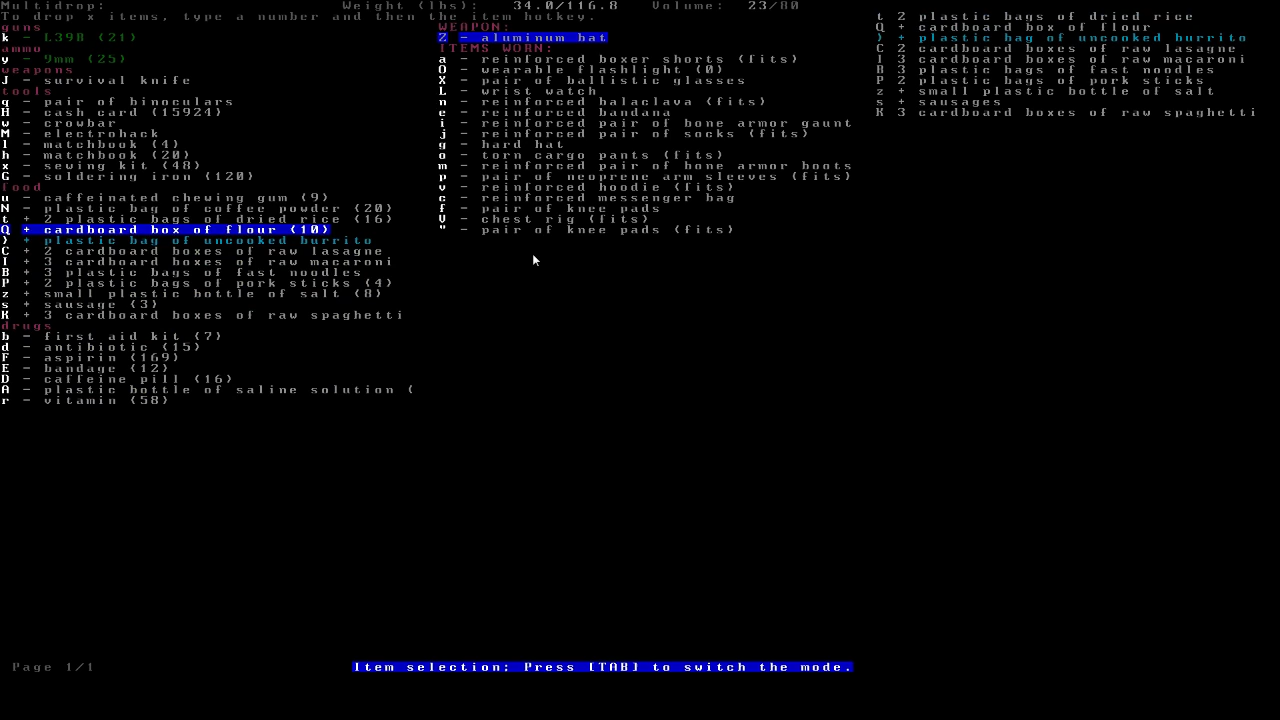 Multidrop: Weight (lbs): 34.0/116.8 Volume: 23/80
To drop x items, type a number and then the item hotkey.
guns
k - L39B (21)
ammo
y - 9mm (25)
weapons
J - survival knife
tools
q - pair of binoculars
H - cash card (15924)
w - crowbar
M - electrohack
l - matchbook (4)
h - matchbook (20)
x - sewing kit (48)
G - soldering iron (120)
food
u - caffeinated chewing gum (9)
N - plastic bag of coffee powder (20)
t + 2 plastic bags of dried rice (16)
Q + cardboard box of flour (10)
) + plastic bag of uncooked burrito
C + 2 cardboard boxes of raw lasagne
I + 3 cardboard boxes of raw macaroni
B + 3 plastic bags of fast noodles
P + 2 plastic bags of pork sticks (4)
z + small plastic bottle of salt (8)
s + sausage (3)
K + 3 cardboard boxes of raw spaghetti
drugs
b - first aid kit (7)
d - antibiotic (15)
F - aspirin (169)
E - bandage (12)
D - caffeine pill (16)
A - plastic bottle of saline solution (
r - vitamin (58)
WEAPON:
Z - aluminum hat
ITEMS WORN:
a - reinforced boxer shorts (fits)
O - wearable flashlight (0)
X - pair of ballistic glasses
L - wrist watch
n - reinforced balaclava (fits)
e - reinforced bandana
i - reinforced pair of bone armor gaunt
j - reinforced pair of socks (fits)
g - hard hat
o - torn cargo pants (fits)
m - reinforced pair of bone armor boots
p - pair of neoprene arm sleeves (fits)
v - reinforced hoodie (fits)
c - reinforced messenger bag
f - pair of knee pads
V - chest rig (fits)
" - pair of knee pads (fits)
t 2 plastic bags of dried rice
Q + cardboard box of flour
) + plastic bag of uncooked burrito
C 2 cardboard boxes of raw lasagne
I 3 cardboard boxes of raw macaroni
B 3 plastic bags of fast noodles
P 2 plastic bags of pork sticks
z + small plastic bottle of salt
s + sausages
K 3 cardboard boxes of raw spaghetti
Page 1/1
Item selection: Press [TAB] to switch the mode.